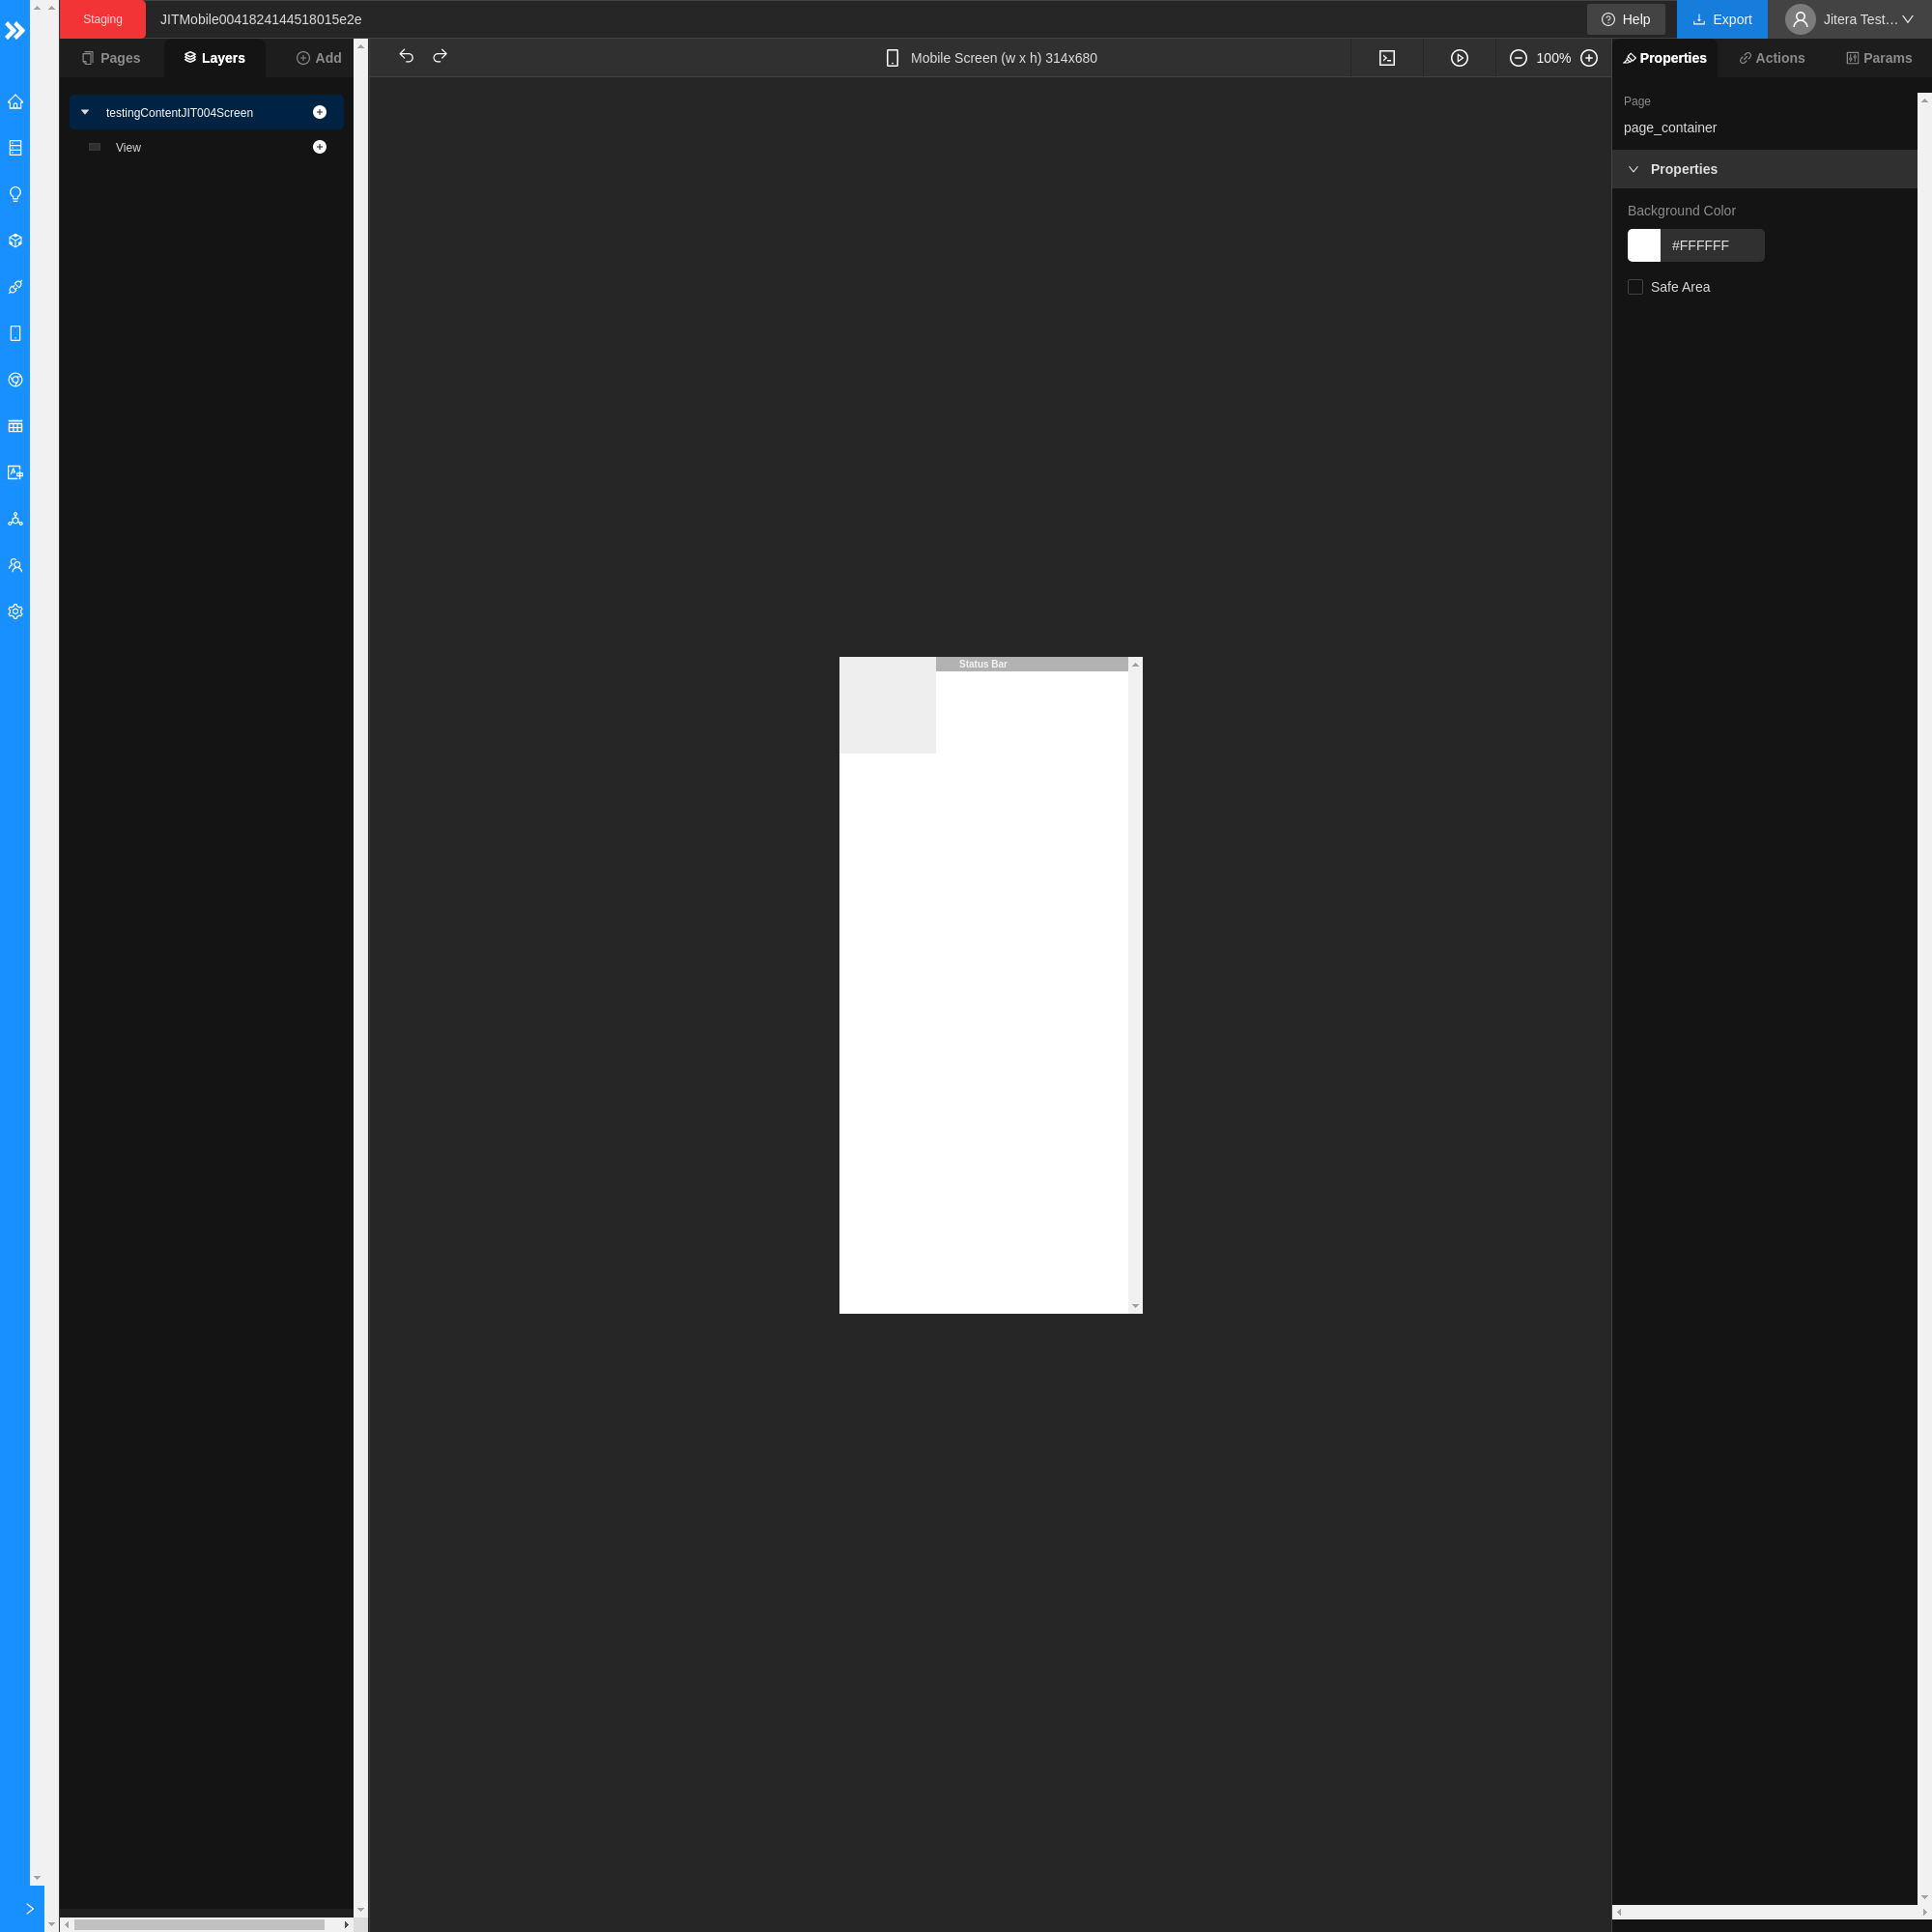 Staging
JITMobile0041824144518015e2e
Help
Export
Jitera Test...
Pages
Layers
Add
Mobile Screen (w x h) 314x680
100%
Properties
Actions
Params
testingContentJIT004Screen
View
Page
page_container
Properties
Background Color
#FFFFFF
Safe Area
Status Bar